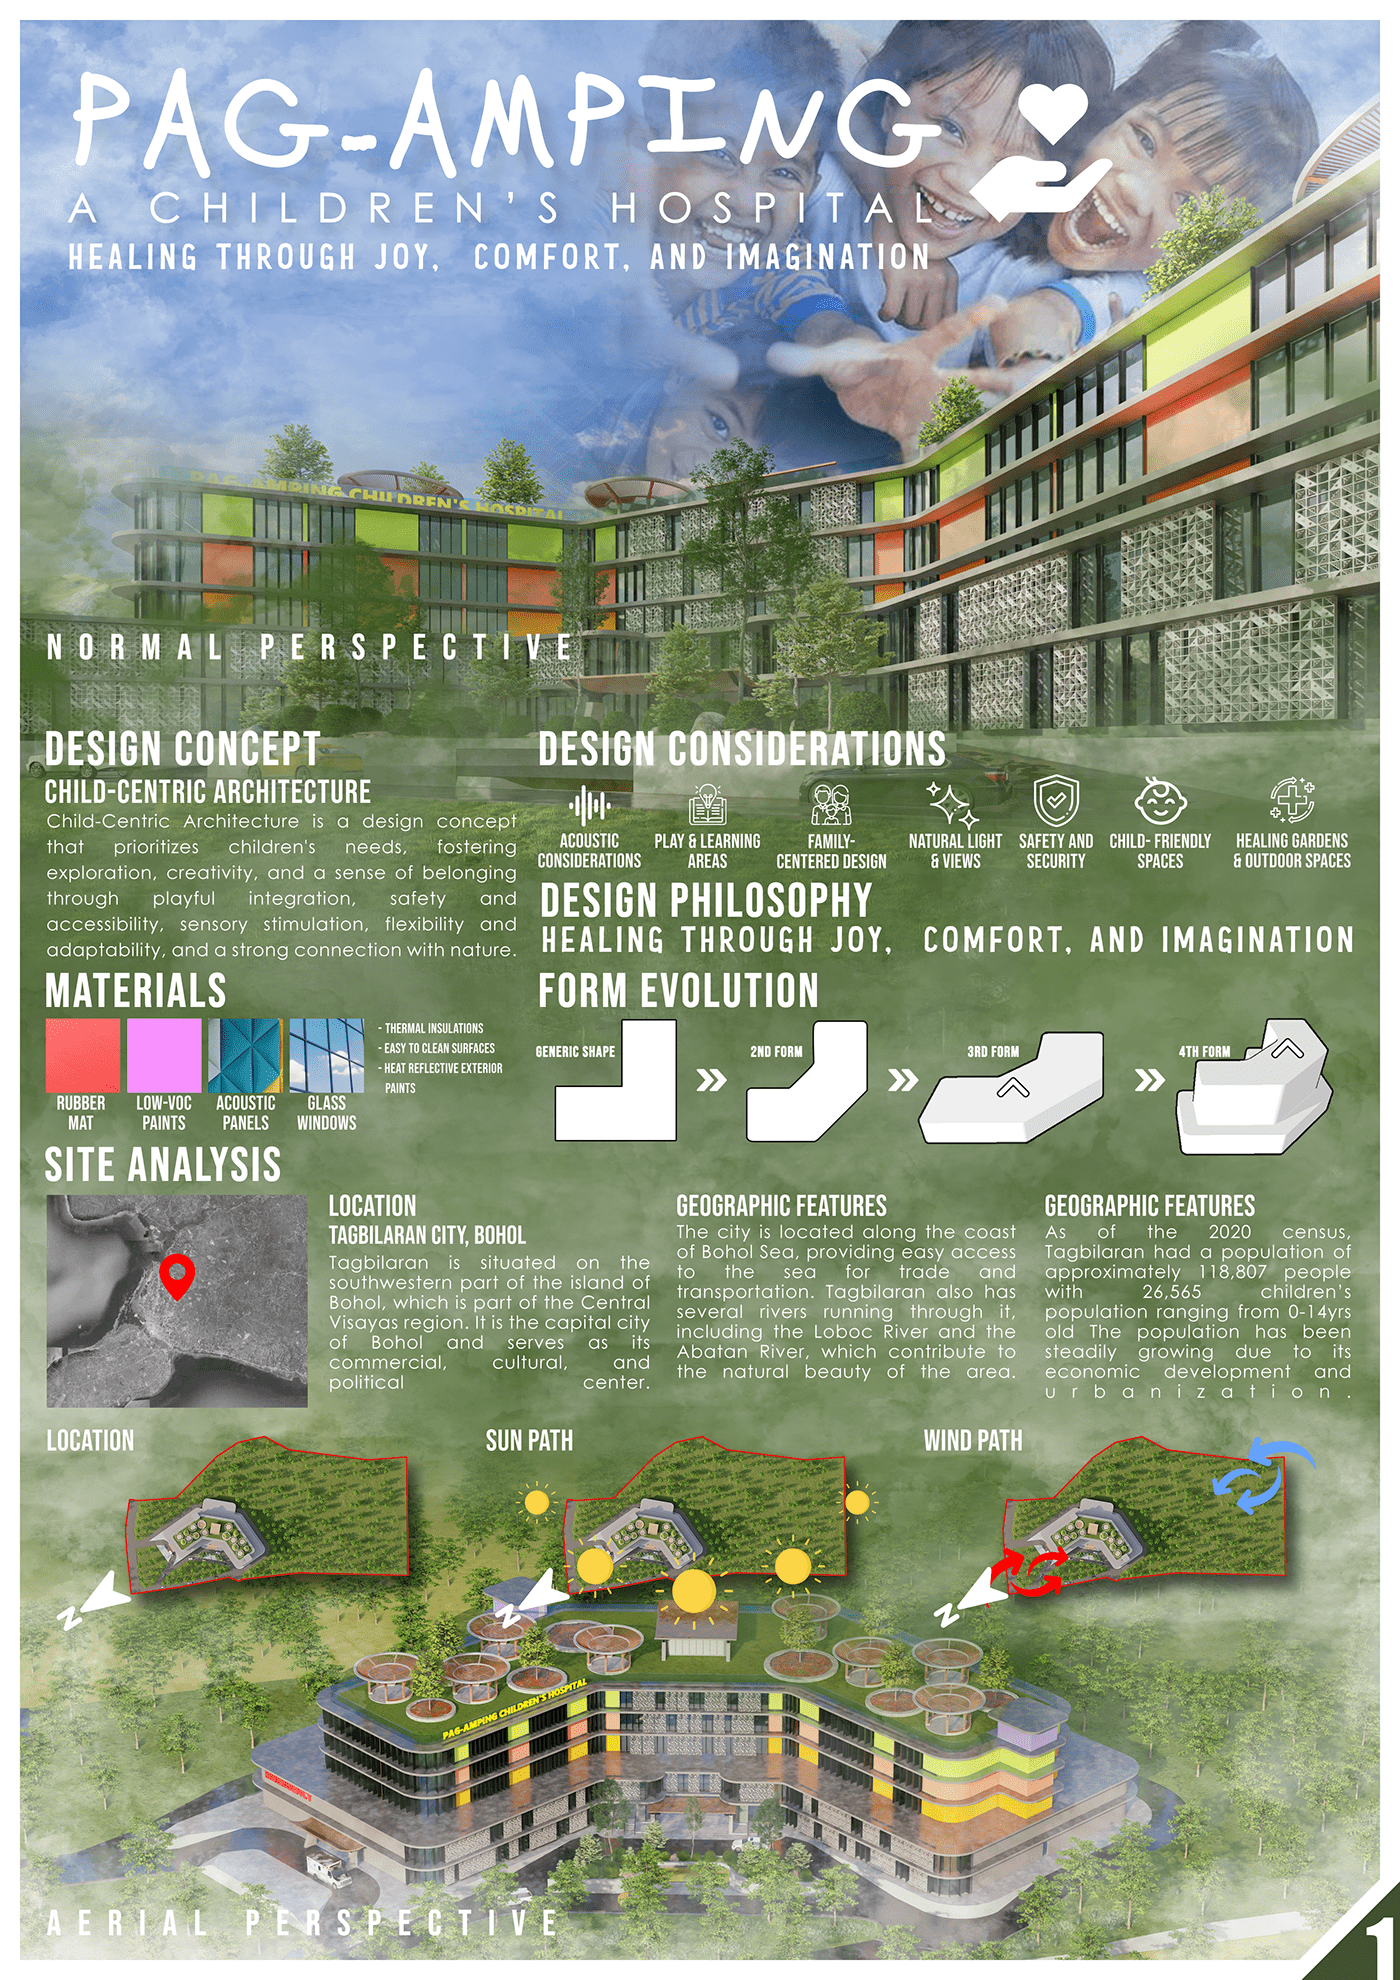 PAG-AMPING
A CHILDREN'S HOSPITAL
HEALING THROUGH JOY, COMFORT, AND IMAGINATION
PAG-AMPING CHILDREN'S HOSPITAL
NORMAL PERSPECTIVE
DESIGN CONCEPT
CHILD-CENTRIC ARCHITECTURE
Child-Centric Architecture is a design concept
that prioritizes children's needs, fostering
exploration, creativity, and a sense of belonging
through playful integration, safety and
accessibility, sensory stimulation, flexibility and
adaptability, and a strong connection with nature.
DESIGN CONSIDERATIONS
ACOUSTIC
CONSIDERATIONS
PLAY & LEARNING
AREAS
FAMILY-
CENTERED DESIGN
NATURAL LIGHT
& VIEWS
SAFETY AND
SECURITY
CHILD- FRIENDLY
SPACES
HEALING GARDENS
& OUTDOOR SPACES
DESIGN PHILOSOPHY
HEALING THROUGH JOY, COMFORT, AND IMAGINATION
MATERIALS
RUBBER
MAT
LOW-VOC
PAINTS
ACOUSTIC
PANELS
GLASS
WINDOWS
- THERMAL INSULATIONS
- EASY TO CLEAN SURFACES
- HEAT REFLECTIVE EXTERIOR
PAINTS
FORM EVOLUTION
GENERIC SHAPE
2ND FORM
3RD FORM
4TH FORM
SITE ANALYSIS
LOCATION
TAGBILARAN CITY, BOHOL
Tagbilaran is situated on the
southwestern part of the island of
Bohol, which is part of the Central
Visayas region. It is the capital city
of Bohol and serves as its
commercial, cultural, and
political center.
GEOGRAPHIC FEATURES
The city is located along the coast
of Bohol Sea, providing easy access
to the sea for trade and
transportation. Tagbilaran also has
several rivers running through it,
including the Loboc River and the
Abatan River, which contribute to
the natural beauty of the area.
GEOGRAPHIC FEATURES
As of the 2020 census,
Tagbilaran had a population of
approximately 118,807 people
with 26,565 children's
population ranging from 0-14yrs
old The population has been
steadily growing due to its
economic development and
urbanization.
LOCATION
N
SUN PATH
N
WIND PATH
N
PAG-AMPING CHILDREN'S HOSPITAL
EMERGENCY
AERIAL PERSPECTIVE
1